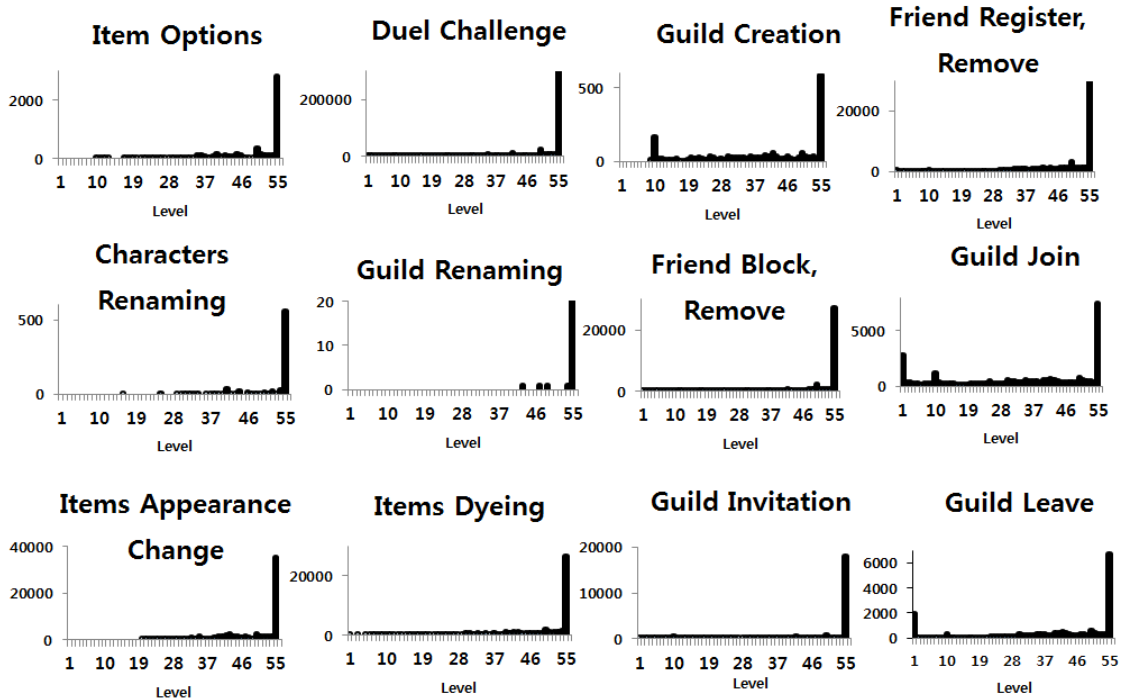 Item Options
2000
0
1 10 19 28 37 46 55
Level
Duel Challenge
200000
0
1 10 19 28 37 46 55
Level
Guild Creation
500
0
1 10 19 28 37 46 55
Level
Friend Register,
Remove
20000
0
1 10 19 28 37 46 55
Level
Characters
Renaming
500
0
1 10 19 28 37 46 55
Level
Guild Renaming
20
10
0
1 10 19 28 37 46 55
Level
Friend Block,
Remove
20000
0
1 10 19 28 37 46 55
Level
Guild Join
5000
0
1 10 19 28 37 46 55
Level
Items Appearance
Change
40000
20000
0
1 10 19 28 37 46 55
Level
Items Dyeing
20000
0
1 10 19 28 37 46 55
Level
Guild Invitation
20000
10000
0
1 10 19 28 37 46 55
Level
Guild Leave
6000
4000
2000
0
1 10 19 28 37 46 55
Level